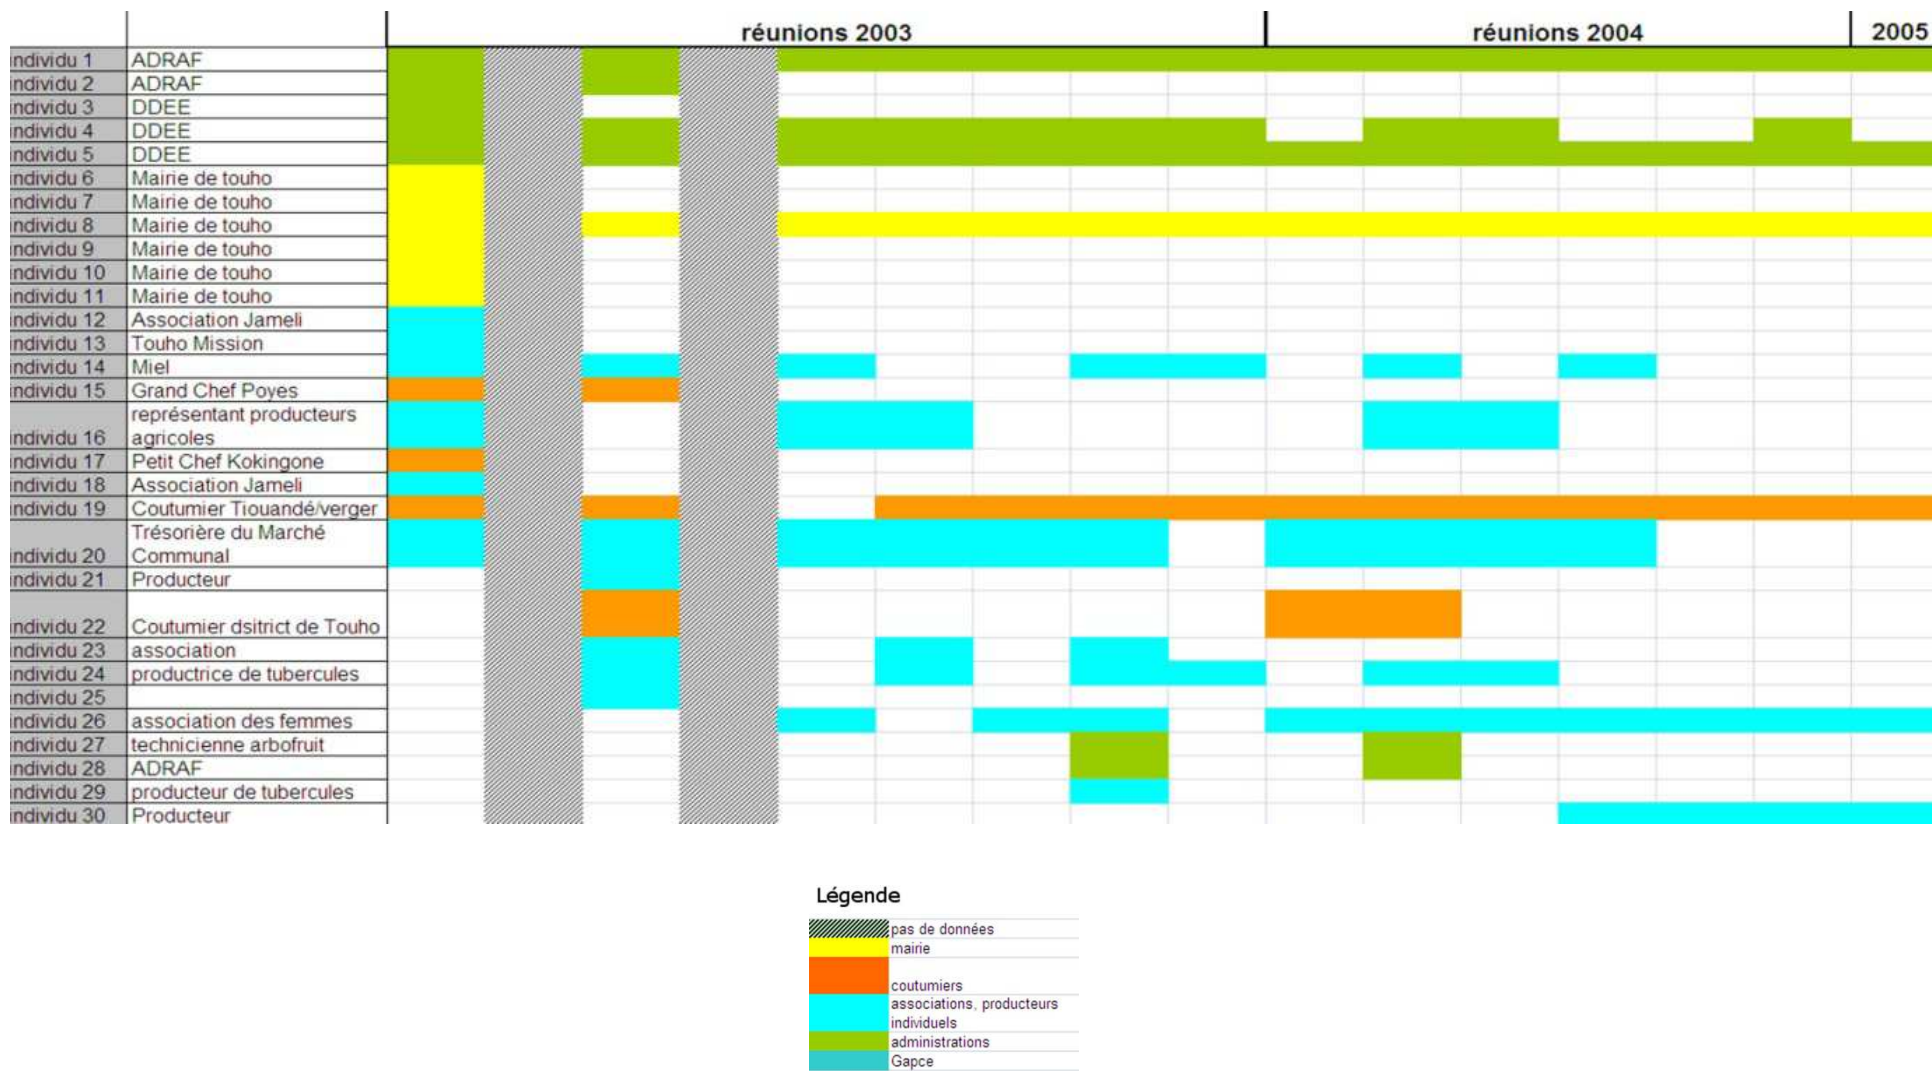 réunions 2003 réunions 2004 2005
individu 1 ADRAF
individu 2 ADRAF
individu 3 DDEE
individu 4 DDEE
individu 5 DDEE
individu 6 Mairie de touho
individu 7 Mairie de touho
individu 8 Mairie de touho
individu 9 Mairie de touho
individu 10 Mairie de touho
individu 11 Mairie de touho
individu 12 Association Jameli
individu 13 Touho Mission
individu 14 Miel
individu 15 Grand Chef Poyes
représentant producteurs
individu 16 agricoles
individu 17 Petit Chef Kokingone
individu 18 Association Jameli
individu 19 Coutumier Tiouandé/verger
Trésorière du Marché
individu 20 Communal
individu 21 Producteur
individu 22 Coutumier dsitrict de Touho
individu 23 association
individu 24 productrice de tubercules
individu 25
individu 26 association des femmes
individu 27 technicienne arbofruit
individu 28 ADRAF
individu 29 producteur de tubercules
individu 30 Producteur
Légende
pas de données
mairie
coutumiers
associations, producteurs
individuels
administrations
Gapce